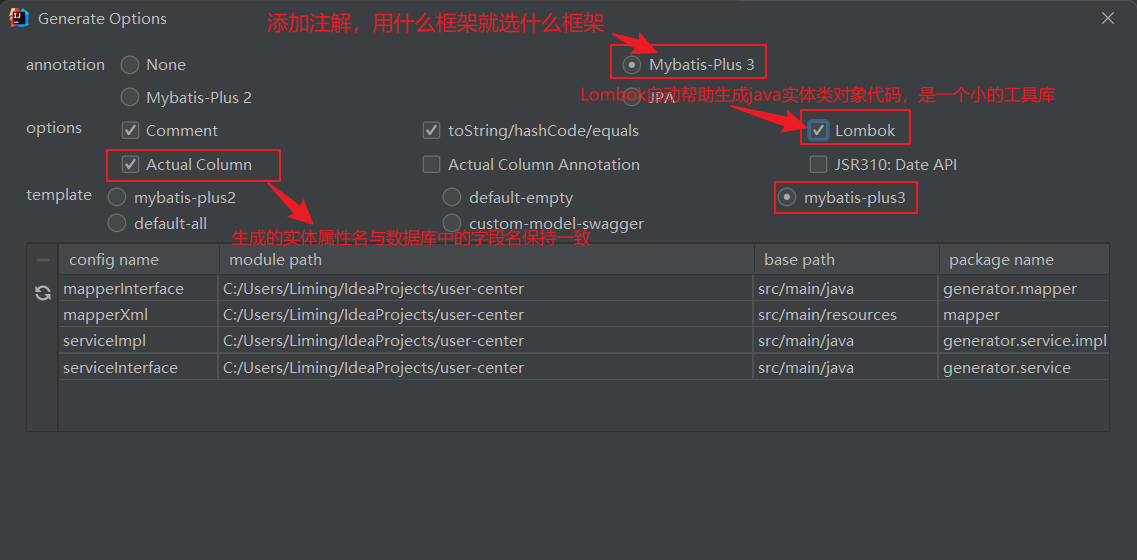 Generate Options
添加注解，用什么框架就选什么框架
annotation None Mybatis-Plus 3
Mybatis-Plus 2 JPA
Lombok自动帮助生成java实体类对象代码，是一个小的工具库
options Comment toString/hashCode/equals Lombok
Actual Column Actual Column Annotation JSR310: Date API
template mybatis-plus2 default-empty mybatis-plus3
default-all custom-model-swagger
生成的实体属性名与数据库中的字段名保持一致
config name module path base path package name
mapperInterface C:/Users/Liming/IdeaProjects/user-center src/main/java generator.mapper
mapperXml C:/Users/Liming/IdeaProjects/user-center src/main/resources mapper
serviceImpl C:/Users/Liming/IdeaProjects/user-center src/main/java generator.service.impl
serviceInterface C:/Users/Liming/IdeaProjects/user-center src/main/java generator.service